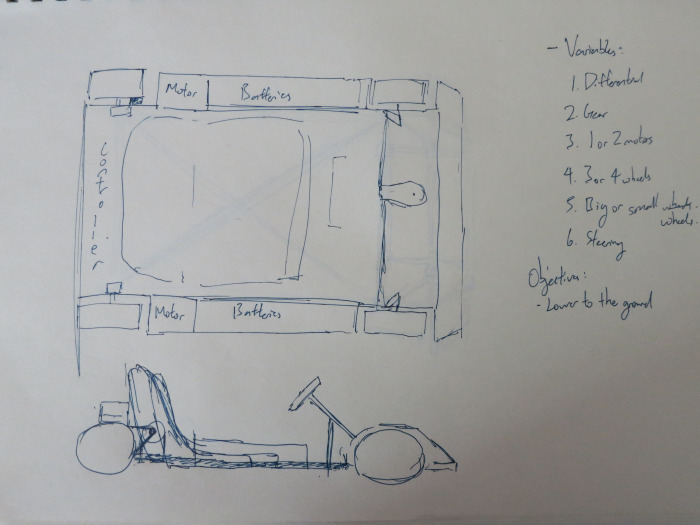 Motor
Batteries
Controller
Motor
Batteries
- Variables:
1. Differential
2. Gear
3. 1 or 2 motors
4. 3 or 4 wheels
5. Big or small wheels.
wheels.
6. Steering
Objectives:
- Lower to the ground